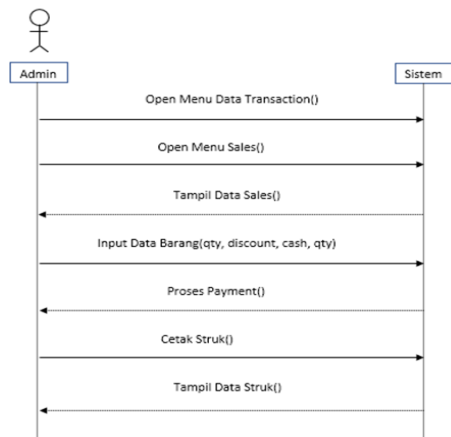 Admin
Sistem
Open Menu Data Transaction()
Open Menu Sales()
Tampil Data Sales()
Input Data Barang(qty, discount, cash, qty)
Proses Payment()
Cetak Struk()
Tampil Data Struk()